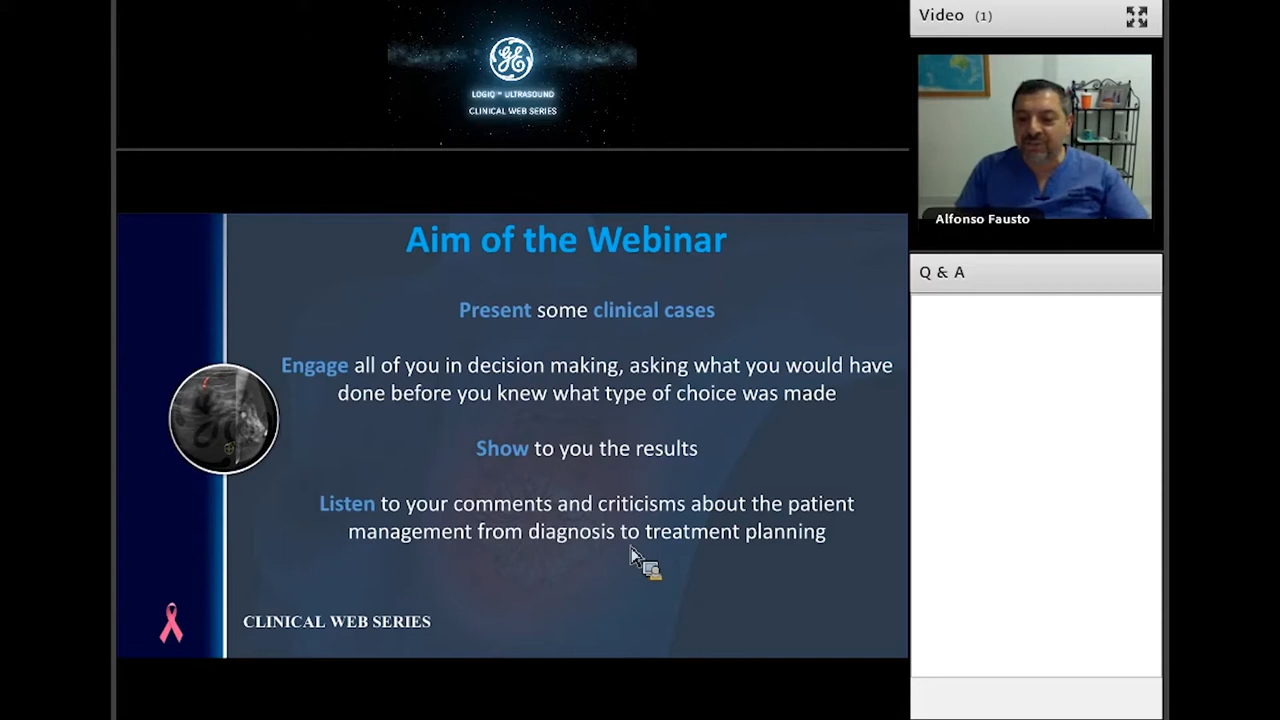 GE
LOGIQ™ ULTRASOUND
CLINICAL WEB SERIES
Video (1)
Alfonso Fausto
Q & A
Aim of the Webinar
Present some clinical cases
Engage all of you in decision making, asking what you would have
done before you knew what type of choice was made
Show to you the results
Listen to your comments and criticisms about the patient
management from diagnosis to treatment planning
CLINICAL WEB SERIES